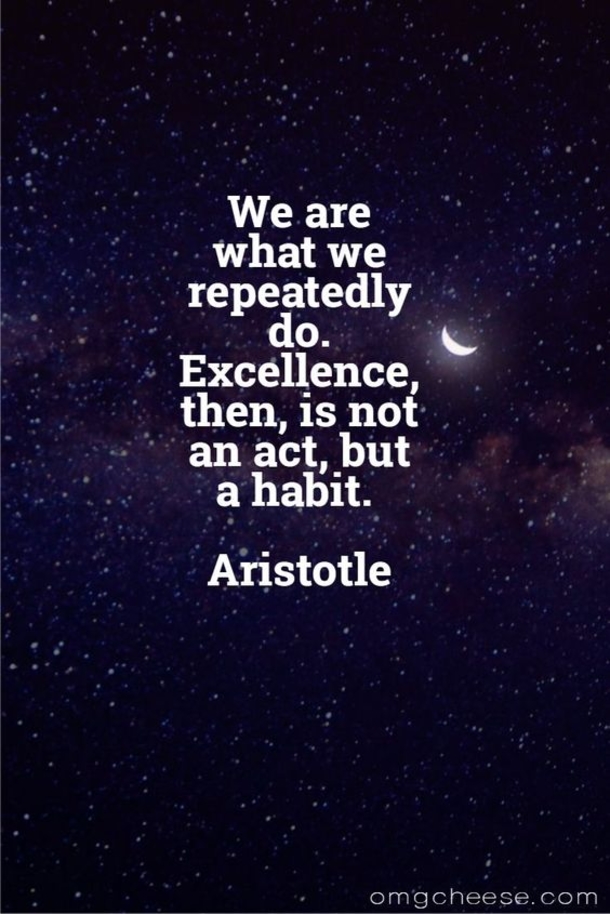 We are
what we
repeatedly
do.
Excellence,
then, is not
an act, but
a habit.
Aristotle
omgcheese.com